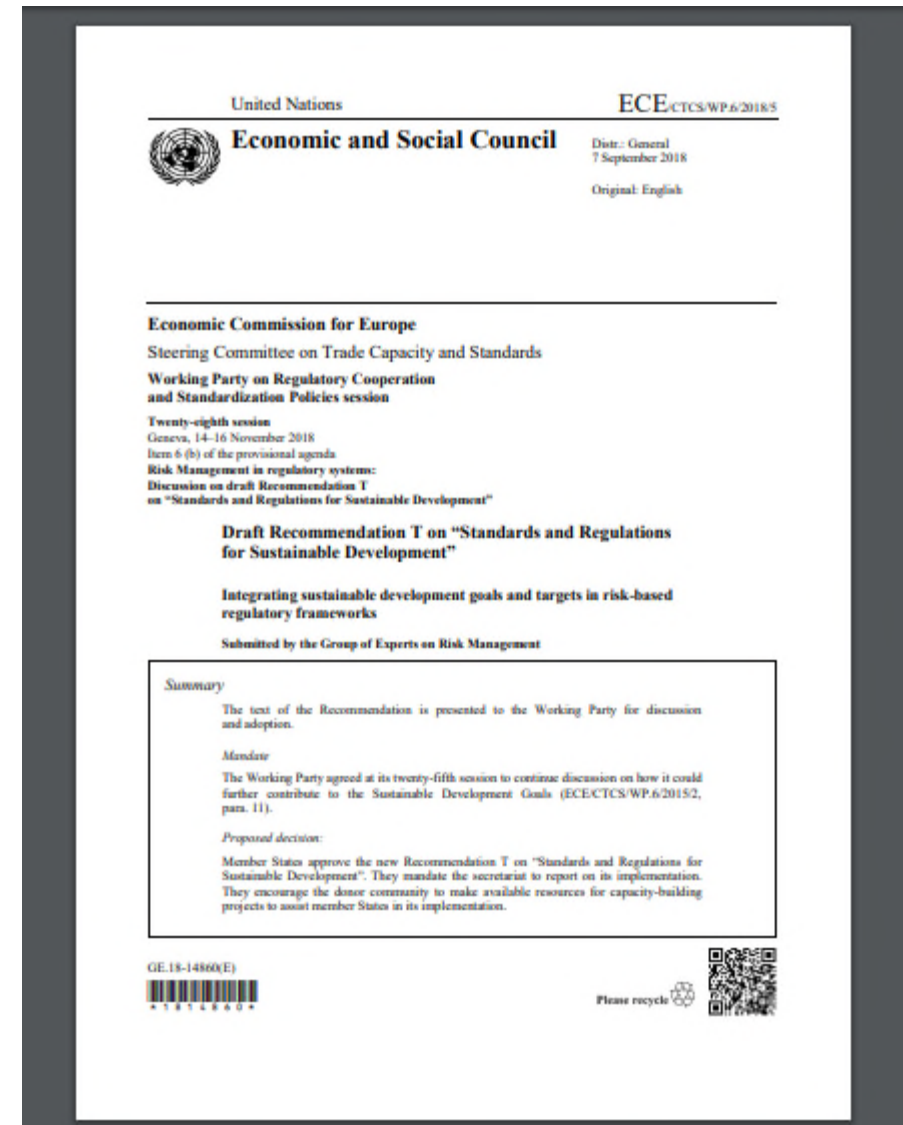 United Nations
ECE/CTCS/WP.6/2018/5
Economic and Social Council
Distr.: General
7 September 2018
Original: English
Economic Commission for Europe
Steering Committee on Trade Capacity and Standards
Working Party on Regulatory Cooperation
and Standardization Policies session
Twenty-eighth session
Geneva, 14–16 November 2018
Item 6 (b) of the provisional agenda
Risk Management in regulatory systems:
Discussion on draft Recommendation T
on “Standards and Regulations for Sustainable Development”
Draft Recommendation T on “Standards and Regulations
for Sustainable Development”
Integrating sustainable development goals and targets in risk-based
regulatory frameworks
Submitted by the Group of Experts on Risk Management
Summary
The text of the Recommendation is presented to the Working Party for discussion
and adoption.
Mandate
The Working Party agreed at its twenty-fifth session to continue discussion on how it could
further contribute to the Sustainable Development Goals (ECE/CTCS/WP.6/2015/2,
para. 11).
Proposed decision:
Member States approve the new Recommendation T on “Standards and Regulations for
Sustainable Development”. They mandate the secretariat to report on its implementation.
They encourage the donor community to make available resources for capacity-building
projects to assist member States in its implementation.
GE.18-14860(E)
*1814860*
Please recycle